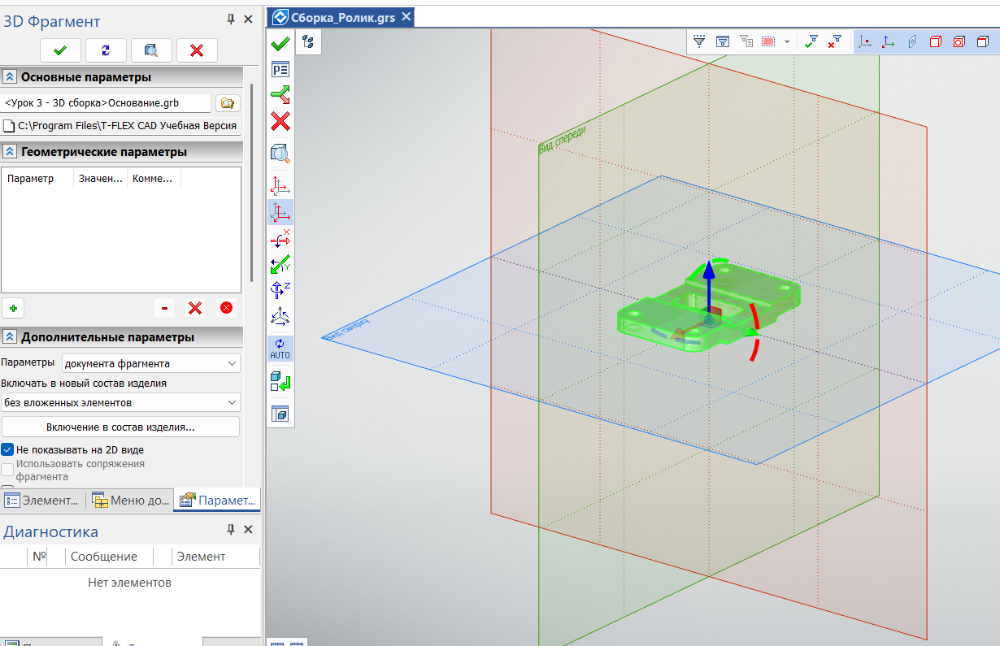 3D Фрагмент
Основные параметры
<Урок 3 - 3D сборка>Основание.grb
C:\Program Files\T-FLEX CAD Учебная Версия
Геометрические параметры
Параметр Значен... Комме...
Дополнительные параметры
Параметры: документа фрагмента
Включать в новый состав изделия
без вложенных элементов
Включение в состав изделия...
Не показывать на 2D виде
Использовать сопряжения
фрагмента
Элемент... Меню до... Парамет...
Диагностика
№ Сообщение Элемент
Нет элементов
Сборка_Ролик.grs
X
Y
Z
AUTO
Вид спереди
Вид сверху